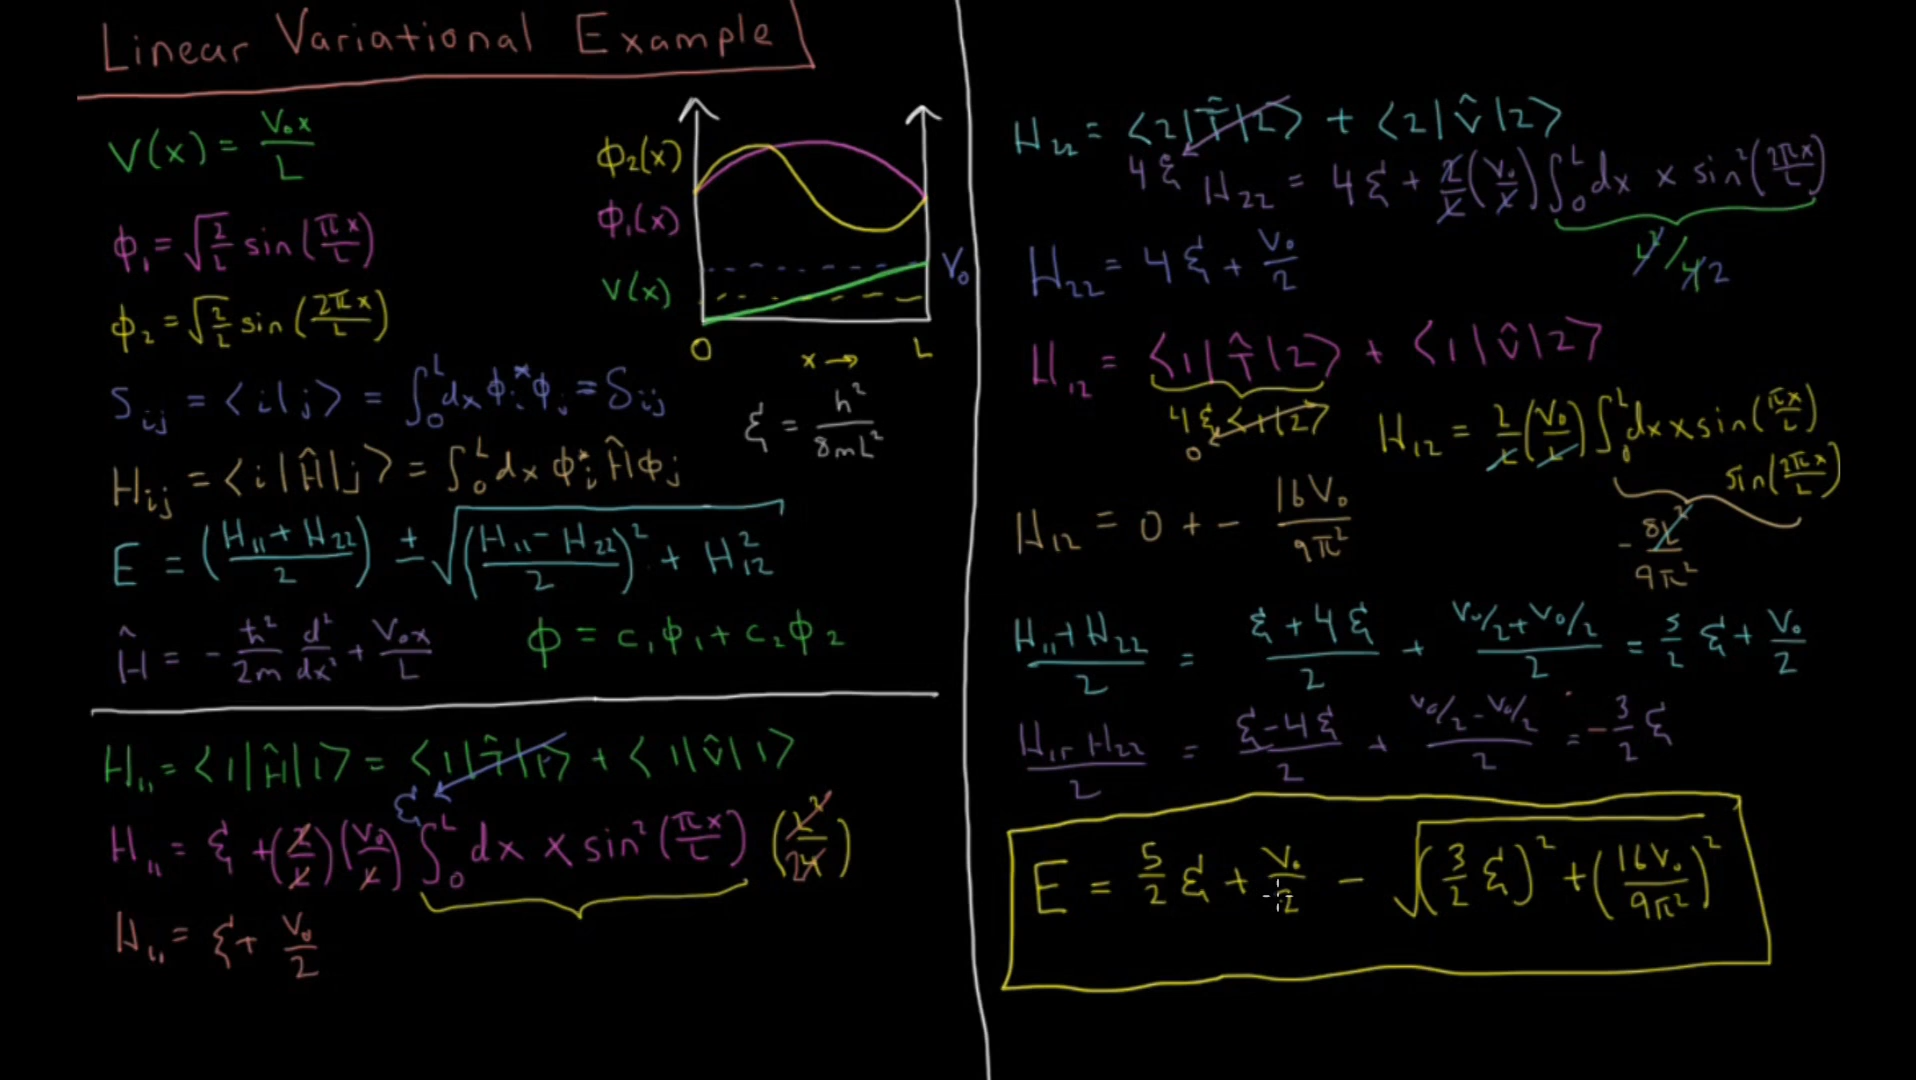 Linear Variational Example
V(x) = V₀x/L
ϕ₁ = √(2/L) sin(πx/L)
ϕ₂ = √(2/L) sin(2πx/L)
ϕ₂(x)
ϕ₁(x)
V(x)
V₀
0 x → L
Sᵢⱼ = ⟨i|j⟩ = ∫₀ᴸ dx ϕᵢ* ϕⱼ = δᵢⱼ
ξ = h²/8mL²
Hᵢⱼ = ⟨i|Ĥ|j⟩ = ∫₀ᴸ dx ϕᵢ* Ĥ ϕⱼ
E = ((H₁₁ + H₂₂)/2) ± √(((H₁₁ - H₂₂)/2)² + H₁₂²)
Ĥ = - ħ²/2m d²/dx² + V₀x/L
ϕ = c₁ϕ₁ + c₂ϕ₂
H₁₁ = ⟨1|Ĥ|1⟩ = ⟨1|T̂|1⟩ + ⟨1|V̂|1⟩
ξ
H₁₁ = ξ + (2/L)(V₀/L) ∫₀ᴸ dx x sin²(πx/L) (L²/24)
H₁₁ = ξ + V₀/2
H₂₂ = ⟨2|T̂|2⟩ + ⟨2|V̂|2⟩
4ξ
H₂₂ = 4ξ + 2/L (V₀/L) ∫₀ᴸ dx x sin²(2πx/L)
L²/42
H₂₂ = 4ξ + V₀/2
H₁₂ = ⟨1|T̂|2⟩ + ⟨1|V̂|2⟩
4ξ⟨1|2⟩
0
H₁₂ = 2/L (V₀/L) ∫₀ᴸ dx x sin(πx/L)
sin(2πx/L)
- 8L²/9π²
H₁₂ = 0 + - 16V₀/9π²
(H₁₁ + H₂₂)/2 = (ξ + 4ξ)/2 + (V₀/2 + V₀/2)/2 = 5/2 ξ + V₀/2
(H₁₁ - H₂₂)/2 = (ξ - 4ξ)/2 + (V₀/2 - V₀/2)/2 = - 3/2 ξ
E = 5/2 ξ + V₀/2 - √((3/2 ξ)² + (16V₀/9π²)²)